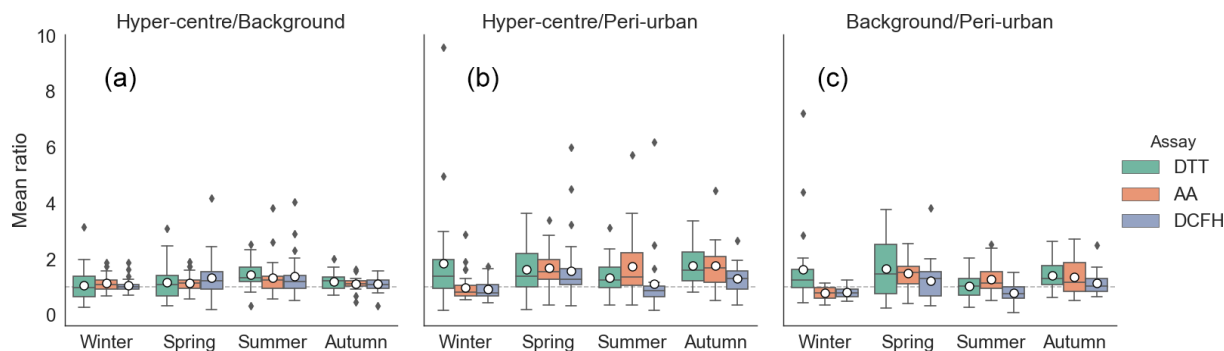 Hyper-centre/Background Hyper-centre/Peri-urban Background/Peri-urban
10
8
6
4
2
0
Mean ratio
(a) (b) (c)
Assay
DTT
AA
DCFH
Winter Spring Summer Autumn Winter Spring Summer Autumn Winter Spring Summer Autumn